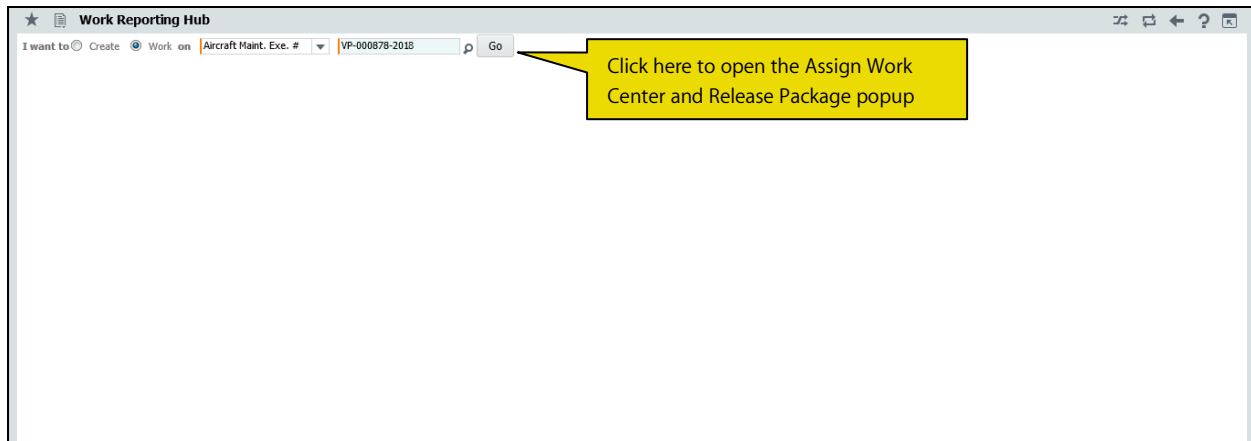 Work Reporting Hub
I want to Create Work on Aircraft Maint. Exe. # VP-000878-2018 Go
Click here to open the Assign Work
Center and Release Package popup